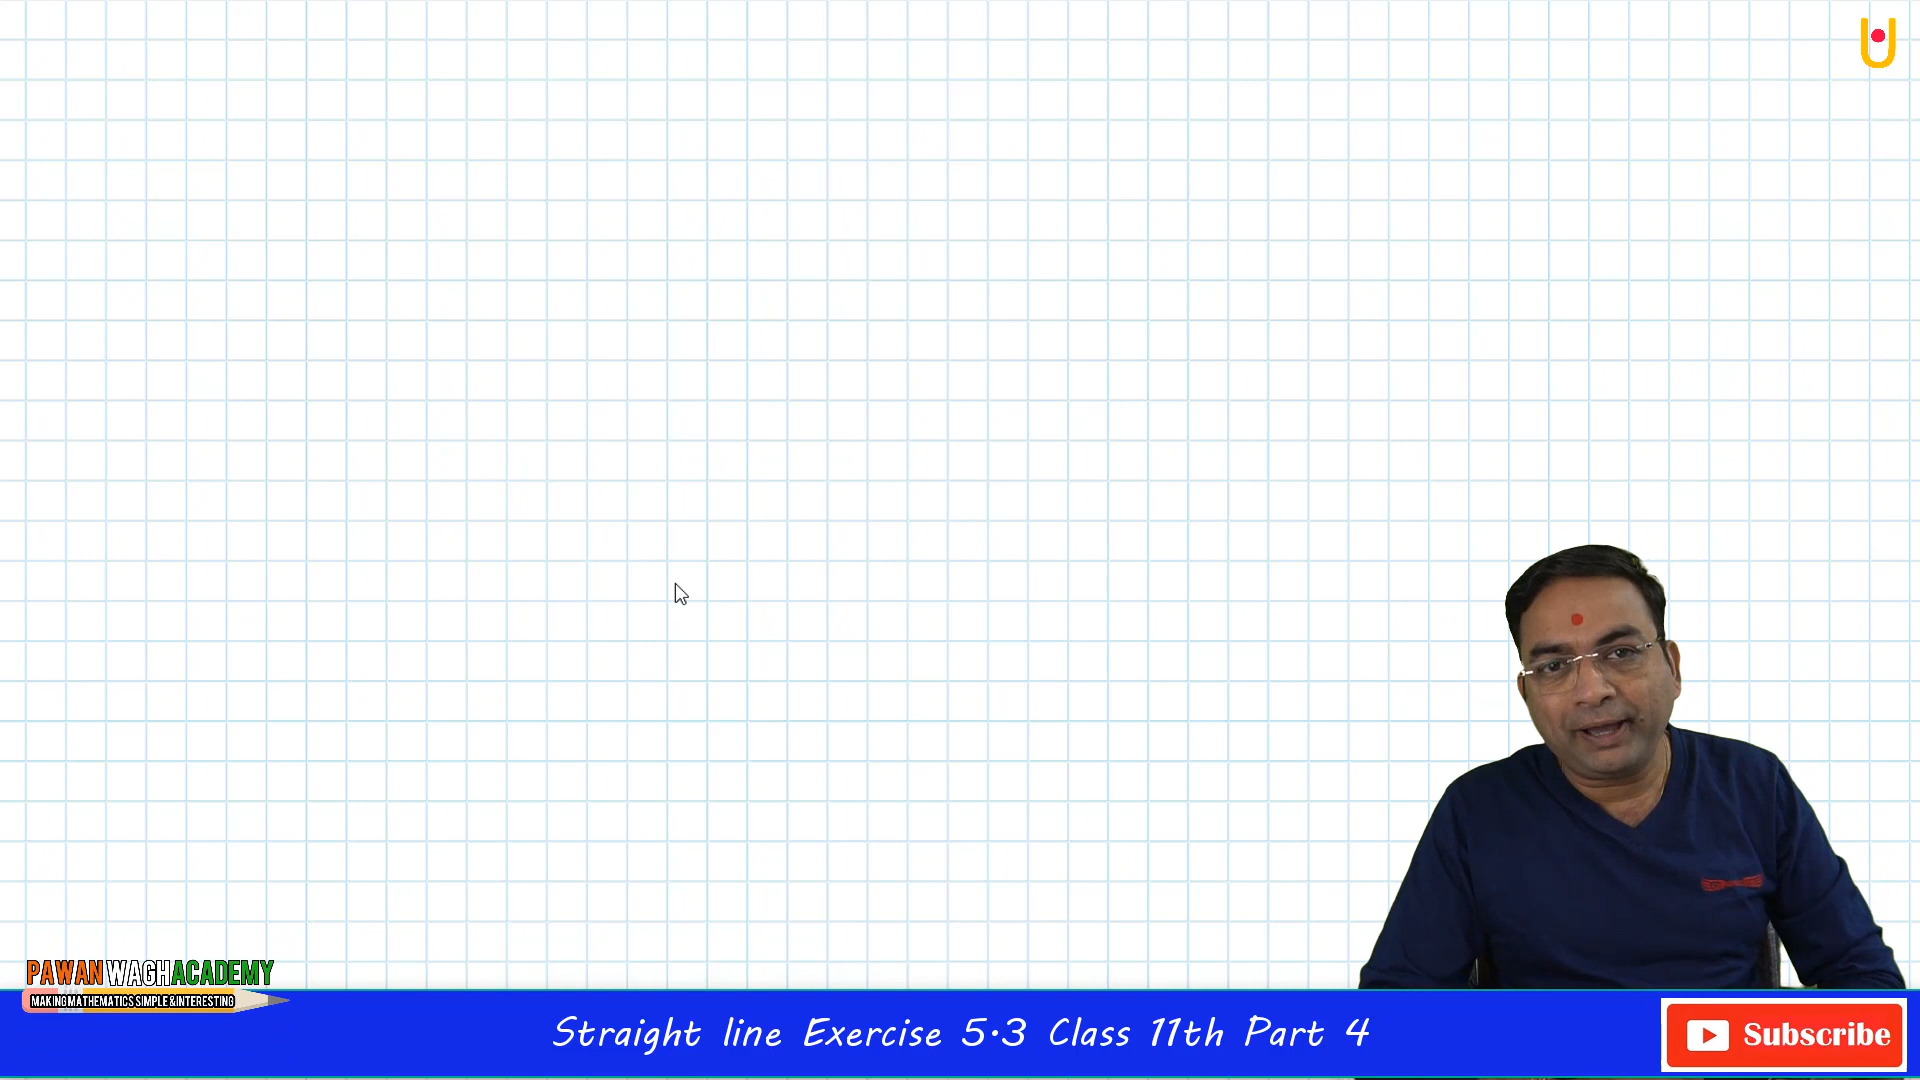 PAWAN WAGH ACADEMY
MAKING MATHEMATICS SIMPLE & INTERESTING
Straight line Exercise 5.3 Class 11th Part 4
Subscribe